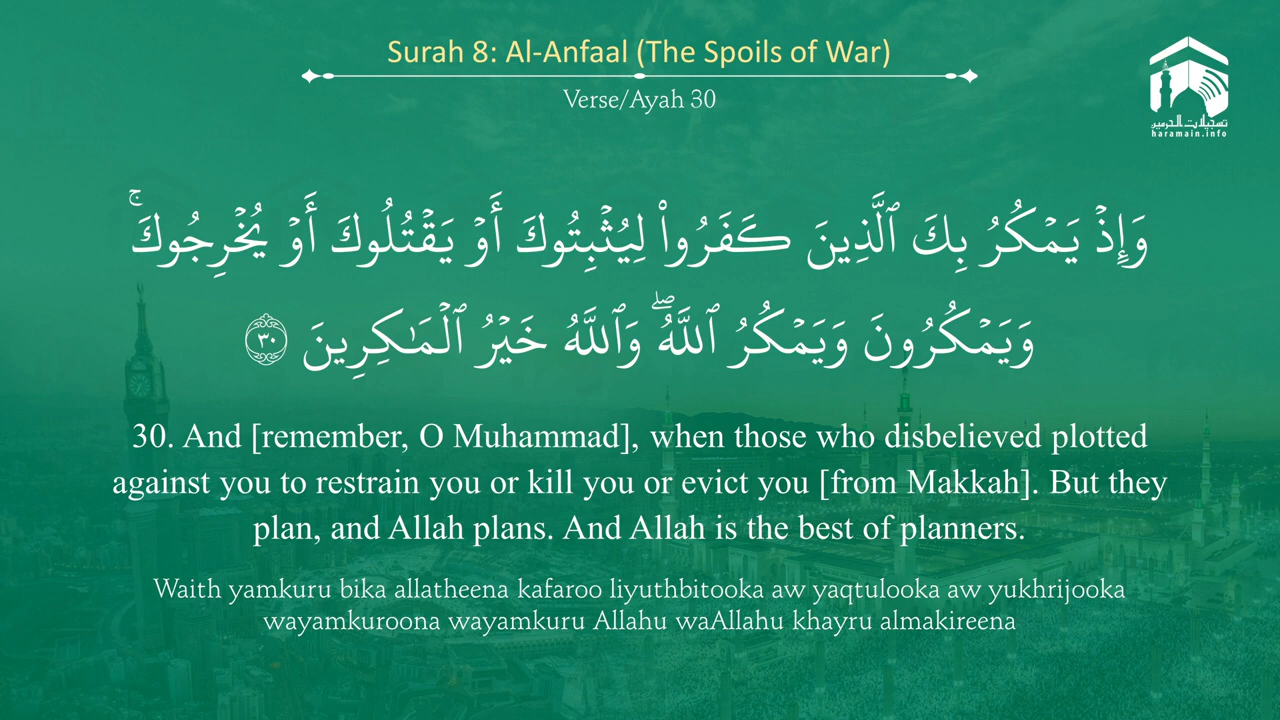 Surah 8: Al-Anfaal (The Spoils of War)
Verse/Ayah 30
تسجيلات الحرمين
haramain.info
وَإِذْ يَمْكُرُ بِكَ ٱلَّذِينَ كَفَرُوا۟ لِيُثْبِتُوكَ أَوْ يَقْتُلُوكَ أَوْ يُخْرِجُوكَ ۚ
وَيَمْكُرُونَ وَيَمْكُرُ ٱللَّهُ ۖ وَٱللَّهُ خَيْرُ ٱلْمَـٰكِرِينَ ٣٠
30. And [remember, O Muhammad], when those who disbelieved plotted
against you to restrain you or kill you or evict you [from Makkah]. But they
plan, and Allah plans. And Allah is the best of planners.
Waith yamkuru bika allatheena kafaroo liyuthbitooka aw yaqtulooka aw yukhrijooka
wayamkuroona wayamkuru Allahu waAllahu khayru almakireena